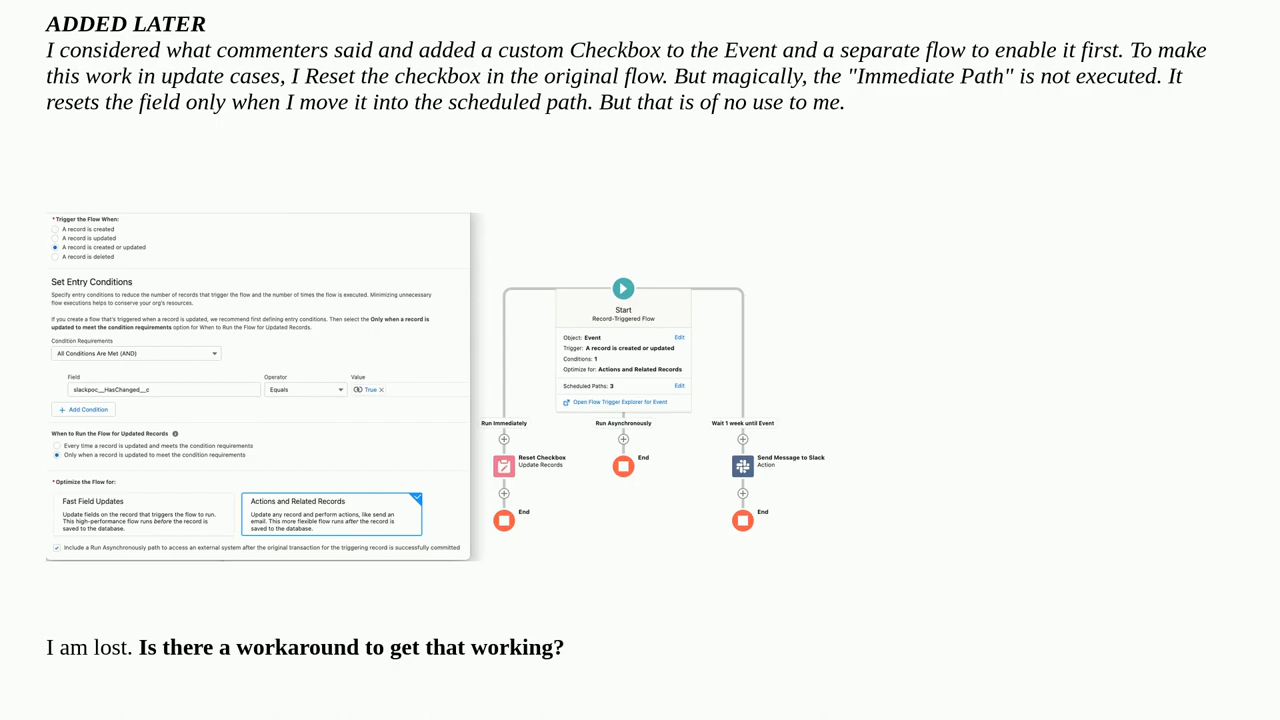 ADDED LATER
I considered what commenters said and added a custom Checkbox to the Event and a separate flow to enable it first. To make
this work in update cases, I Reset the checkbox in the original flow. But magically, the "Immediate Path" is not executed. It
resets the field only when I move it into the scheduled path. But that is of no use to me.
* Trigger the Flow When:
A record is created
A record is updated
A record is created or updated
A record is deleted
Set Entry Conditions
Specify entry conditions to reduce the number of records that trigger the flow and the number of times the flow is executed. Minimizing unnecessary
flow executions helps to conserve your org's resources.
If you create a flow that's triggered when a record is updated, we recommend first defining entry conditions. Then select the Only when a record is
updated to meet the condition requirements option for When to Run the Flow for Updated Records.
Condition Requirements
All Conditions Are Met (AND)
Field Operator Value
slackpoc__HasChanged__c Equals True
+ Add Condition
When to Run the Flow for Updated Records
Every time a record is updated and meets the condition requirements
Only when a record is updated to meet the condition requirements
* Optimize the Flow for:
Fast Field Updates
Update fields on the record that triggers the flow to run.
This high-performance flow runs before the record is
saved to the database.
Actions and Related Records
Update any record and perform actions, like send an
email. This more flexible flow runs after the record is
saved to the database.
Include a Run Asynchronously path to access an external system after the original transaction for the triggering record is successfully committed
Start
Record-Triggered Flow
Object: Event Edit
Trigger: A record is created or updated
Conditions: 1
Optimize for: Actions and Related Records
Scheduled Paths: 3 Edit
Open Flow Trigger Explorer for Event
Run Immediately Run Asynchronously Wait 1 week until Event
Reset Checkbox
Update Records
End
End
Send Message to Slack
Action
End
I am lost. Is there a workaround to get that working?